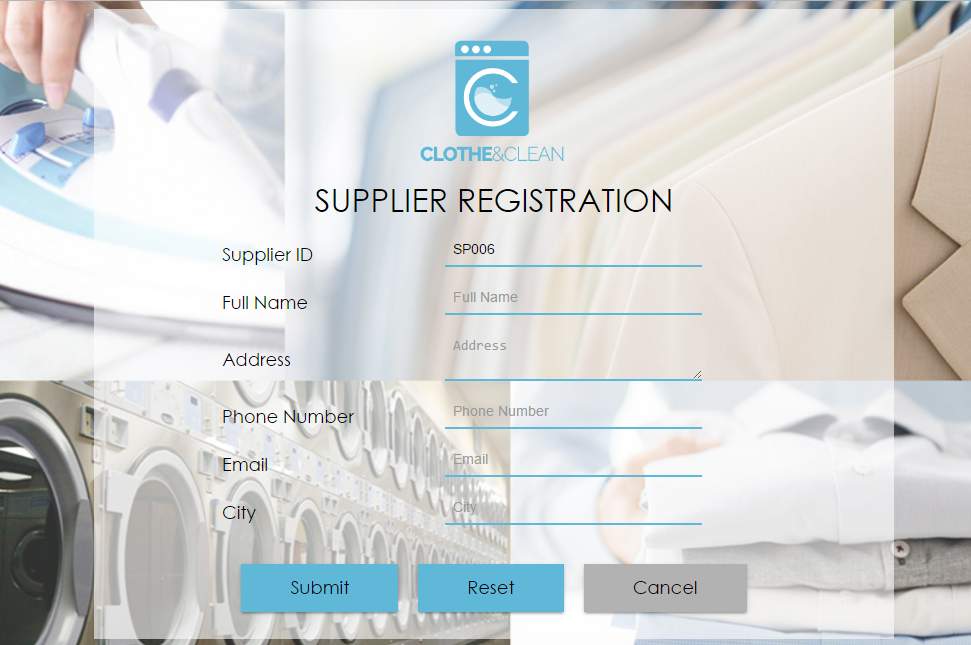 CLOTHE&CLEAN
SUPPLIER REGISTRATION
Supplier ID SP006
Full Name Full Name
Address Address
Phone Number Phone Number
Email Email
City City
Submit Reset Cancel